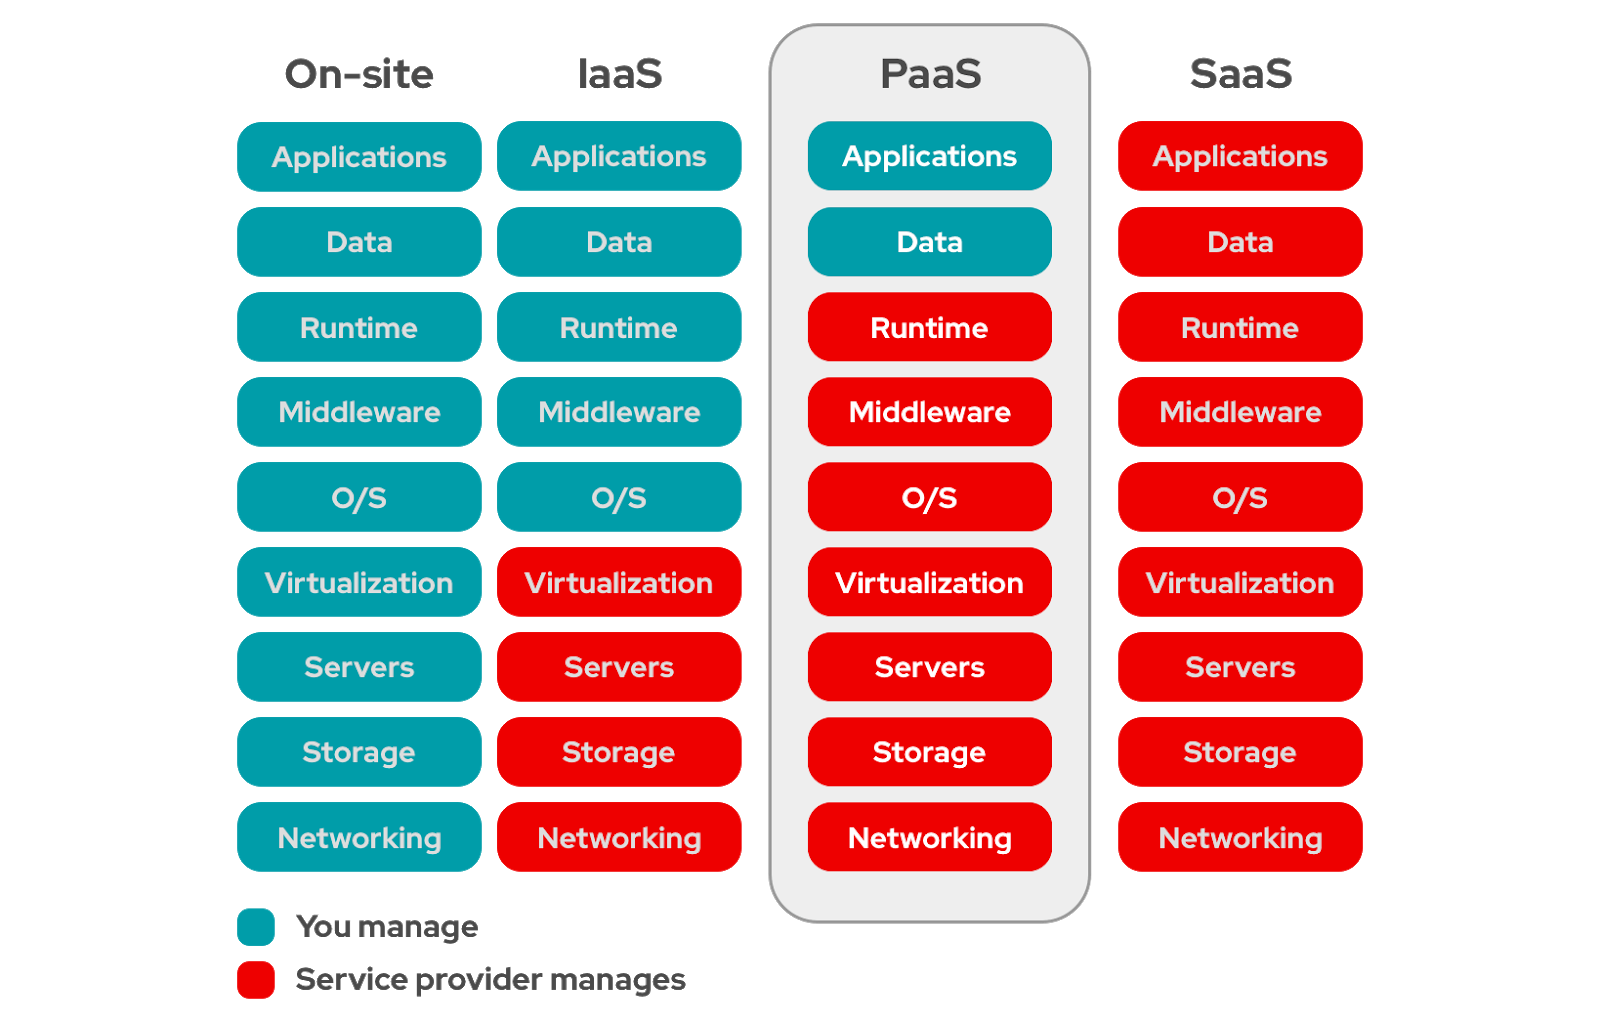 On-site
IaaS
PaaS
SaaS
Applications
Applications
Applications
Applications
Data
Data
Data
Data
Runtime
Runtime
Runtime
Runtime
Middleware
Middleware
Middleware
Middleware
O/S
O/S
O/S
O/S
Virtualization
Virtualization
Virtualization
Virtualization
Servers
Servers
Servers
Servers
Storage
Storage
Storage
Storage
Networking
Networking
Networking
Networking
You manage
Service provider manages